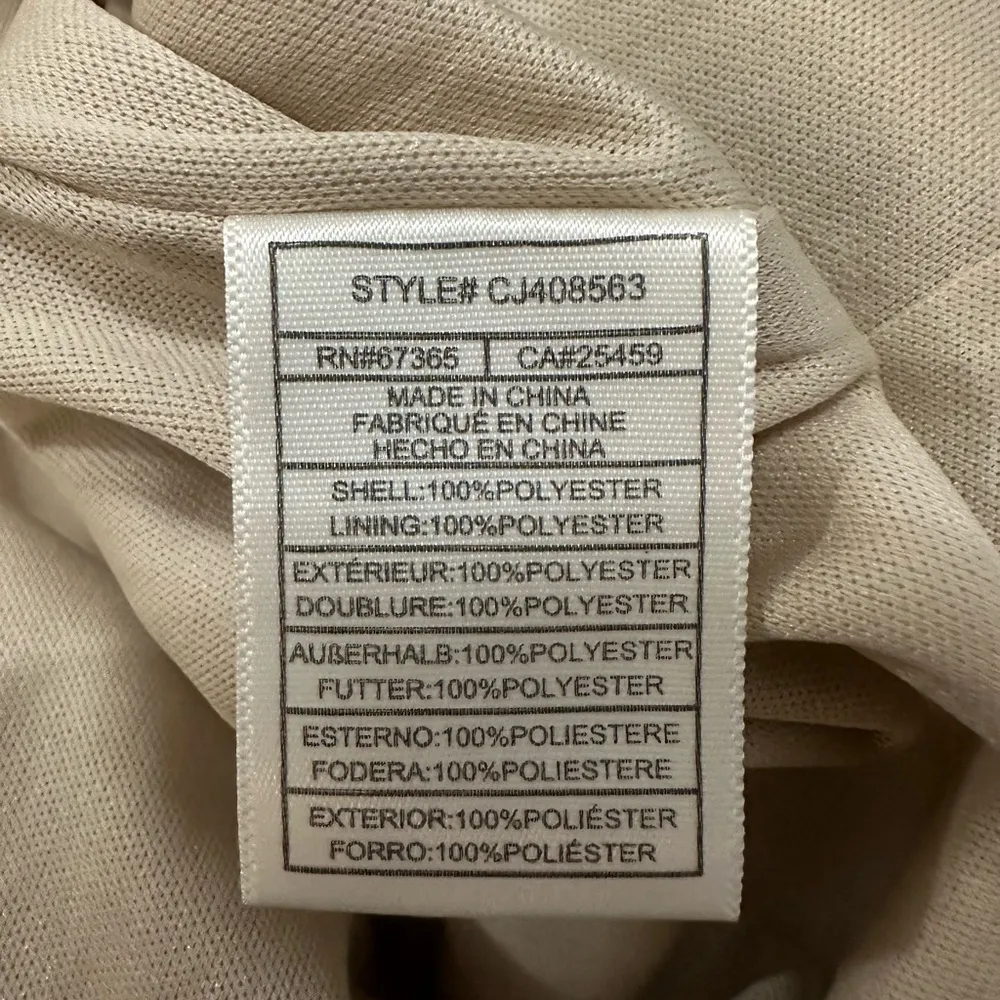 STYLE# CJ408563
RN#67365 CA#25459
MADE IN CHINA
FABRIQUÉ EN CHINE
HECHO EN CHINA
SHELL:100%POLYESTER
LINING:100%POLYESTER
EXTÉRIEUR:100%POLYESTER
DOUBLURE:100%POLYESTER
AUßERHALB:100%POLYESTER
FUTTER:100%POLYESTER
ESTERNO:100%POLIESTERE
FODERA:100%POLIESTERE
EXTERIOR:100%POLIÉSTER
FORRO:100%POLIÉSTER